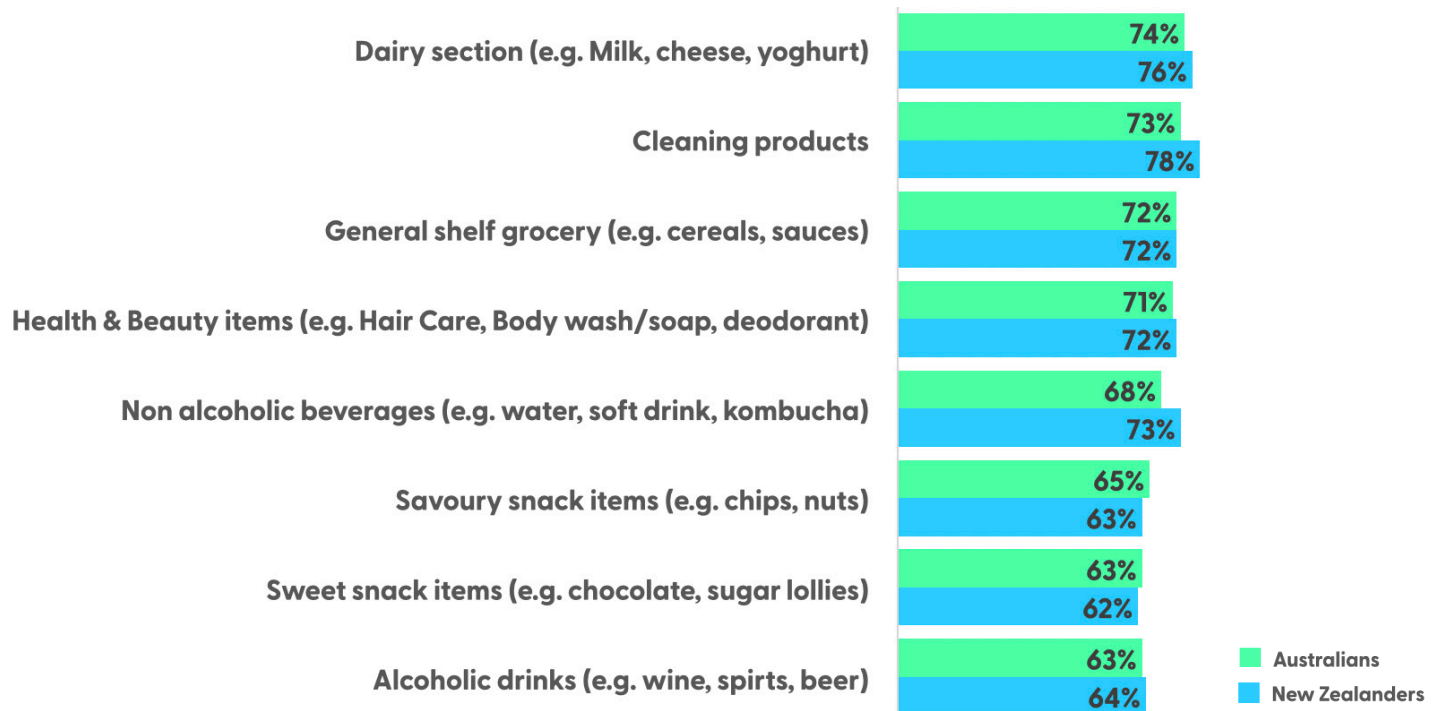 Dairy section (e.g. Milk, cheese, yoghurt)
74%
76%
Cleaning products
73%
78%
General shelf grocery (e.g. cereals, sauces)
72%
72%
Health & Beauty items (e.g. Hair Care, Body wash/soap, deodorant)
71%
72%
Non alcoholic beverages (e.g. water, soft drink, kombucha)
68%
73%
Savoury snack items (e.g. chips, nuts)
65%
63%
Sweet snack items (e.g. chocolate, sugar lollies)
63%
62%
Alcoholic drinks (e.g. wine, spirts, beer)
63%
64%
Australians
New Zealanders